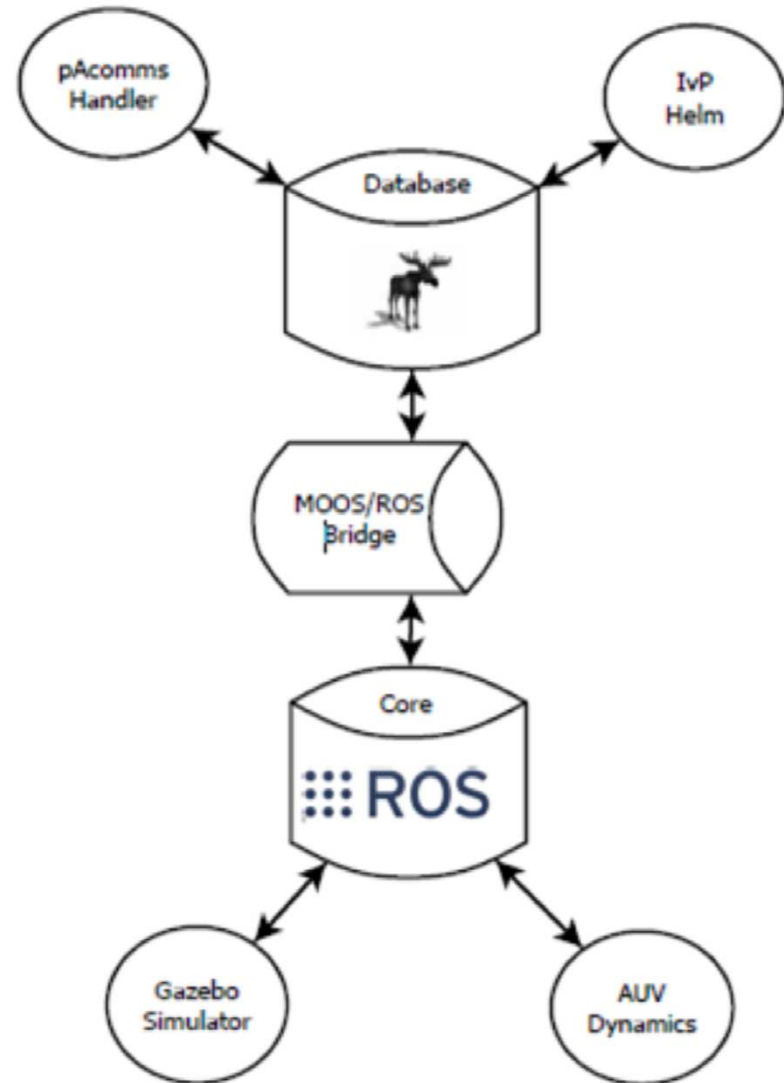 pAcomms
Handler
IvP
Helm
Database
MOOS/ROS
Bridge
Core
ROS
Gazebo
Simulator
AUV
Dynamics